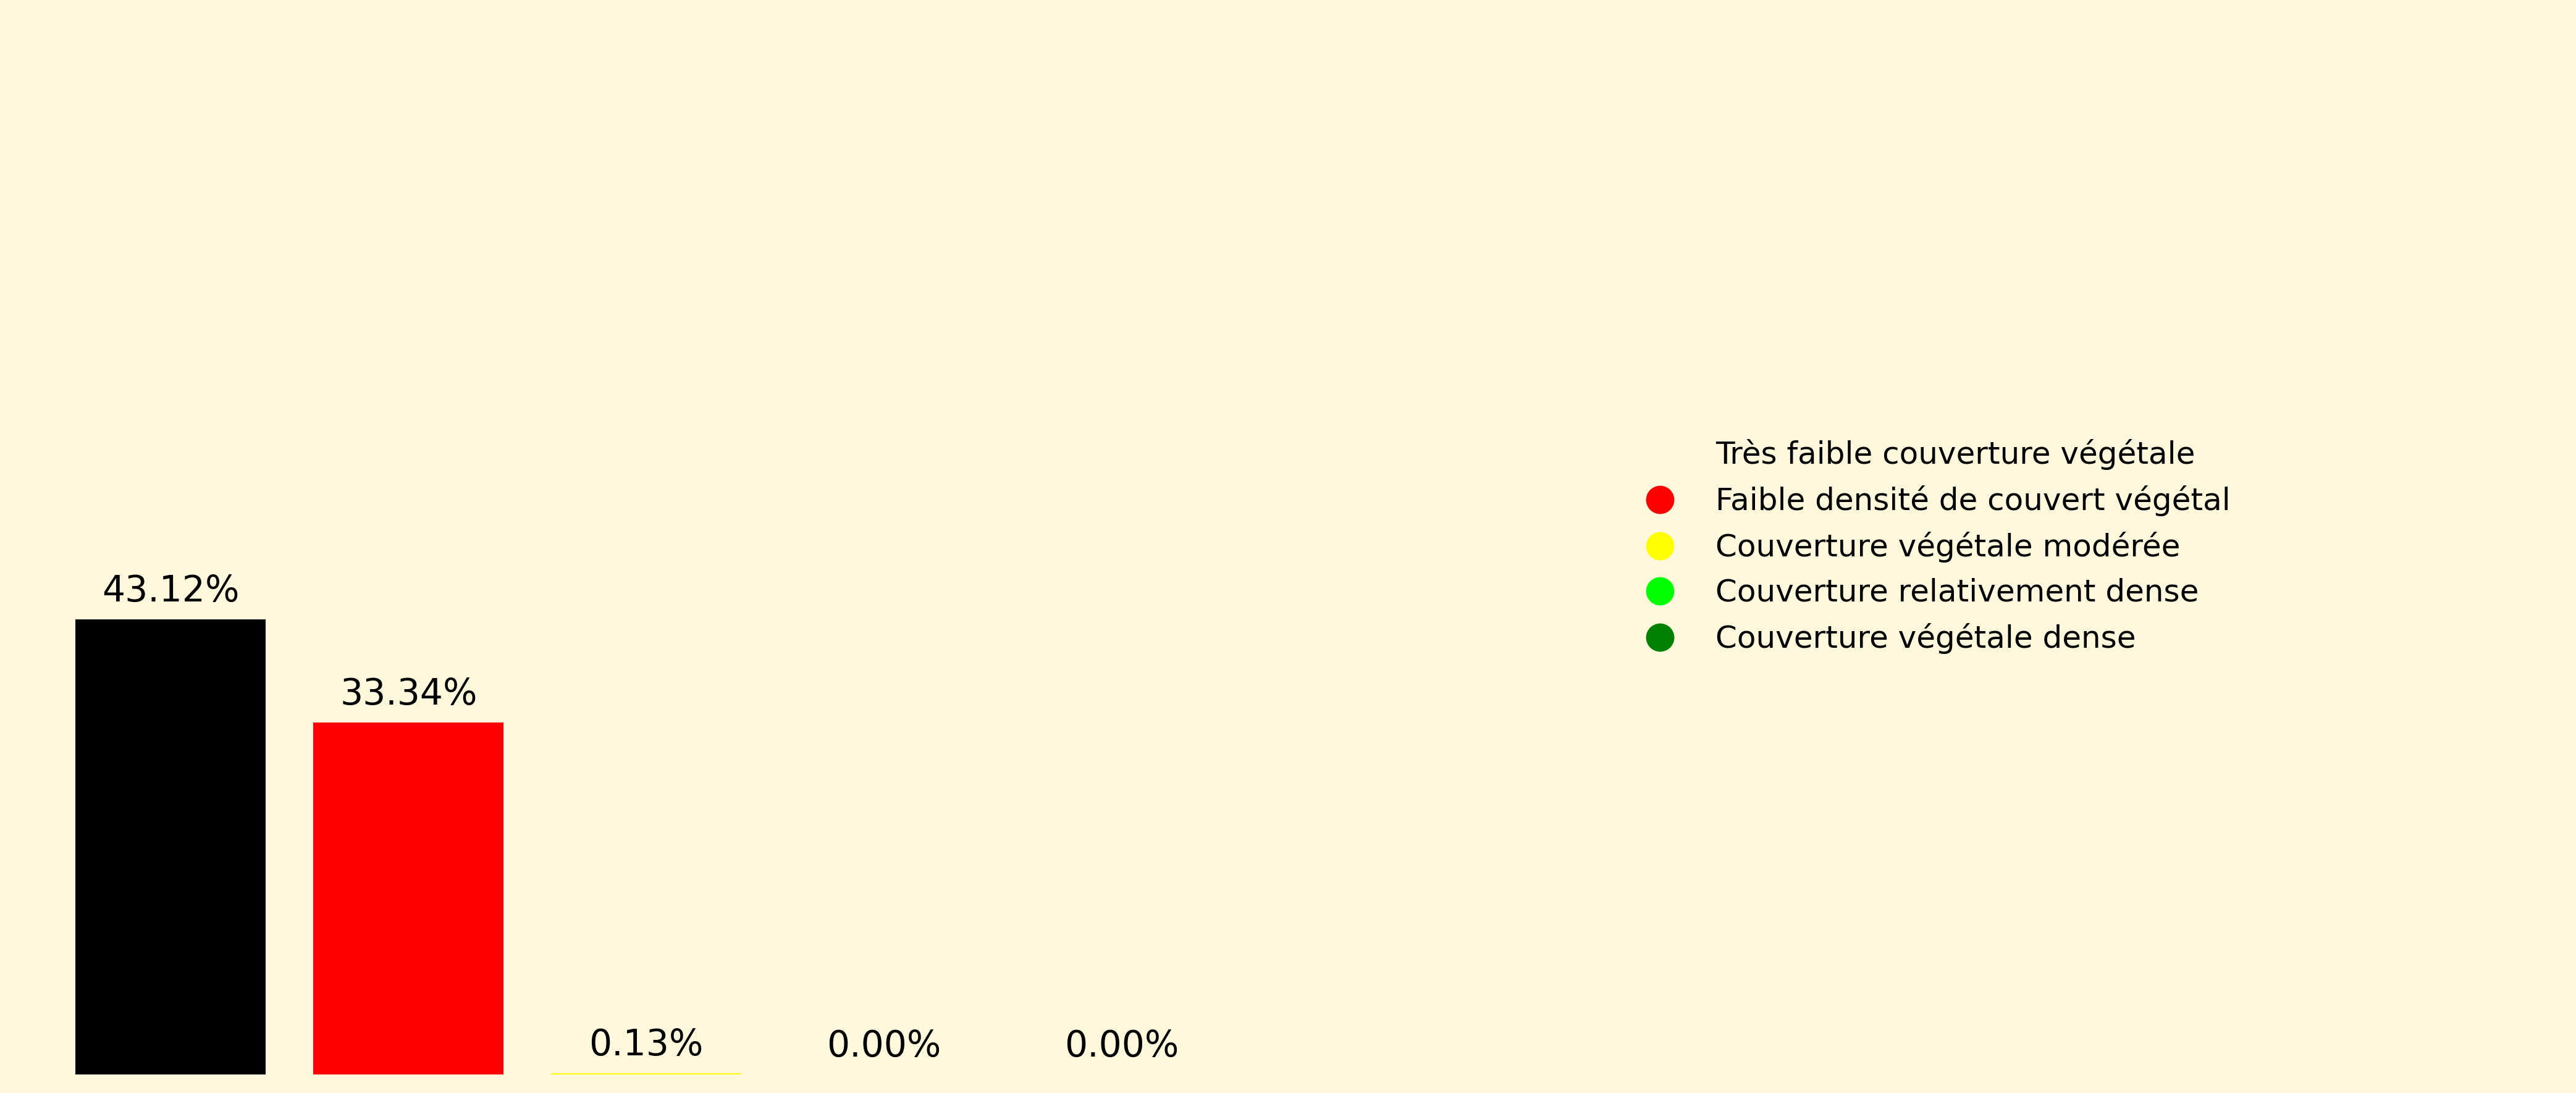 43.12%
33.34%
0.13%
0.00%
0.00%
Très faible couverture végétale
Faible densité de couvert végétal
Couverture végétale modérée
Couverture relativement dense
Couverture végétale dense